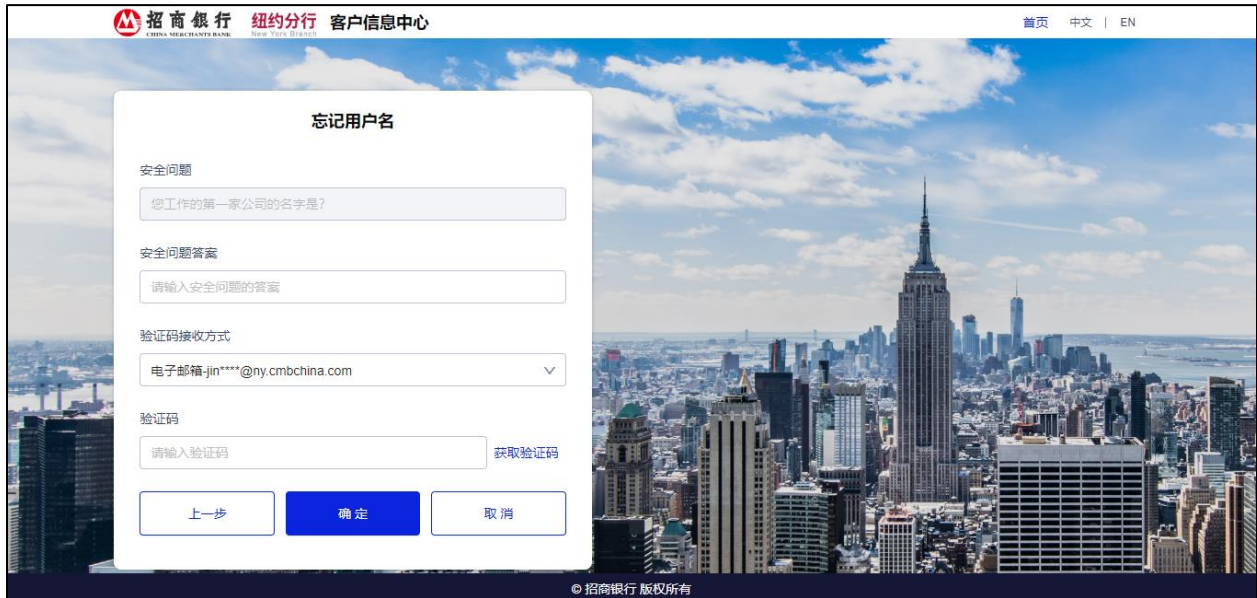 招商银行 纽约分行 客户信息中心 首页 中文 | EN
CHINA MERCHANTS BANK New York Branch
忘记用户名
安全问题
您工作的第一家公司的名字是?
安全问题答案
请输入安全问题的答案
验证码接收方式
电子邮箱-jin****@ny.cmbchina.com
验证码
请输入验证码 获取验证码
上一步 确定 取消
© 招商银行 版权所有